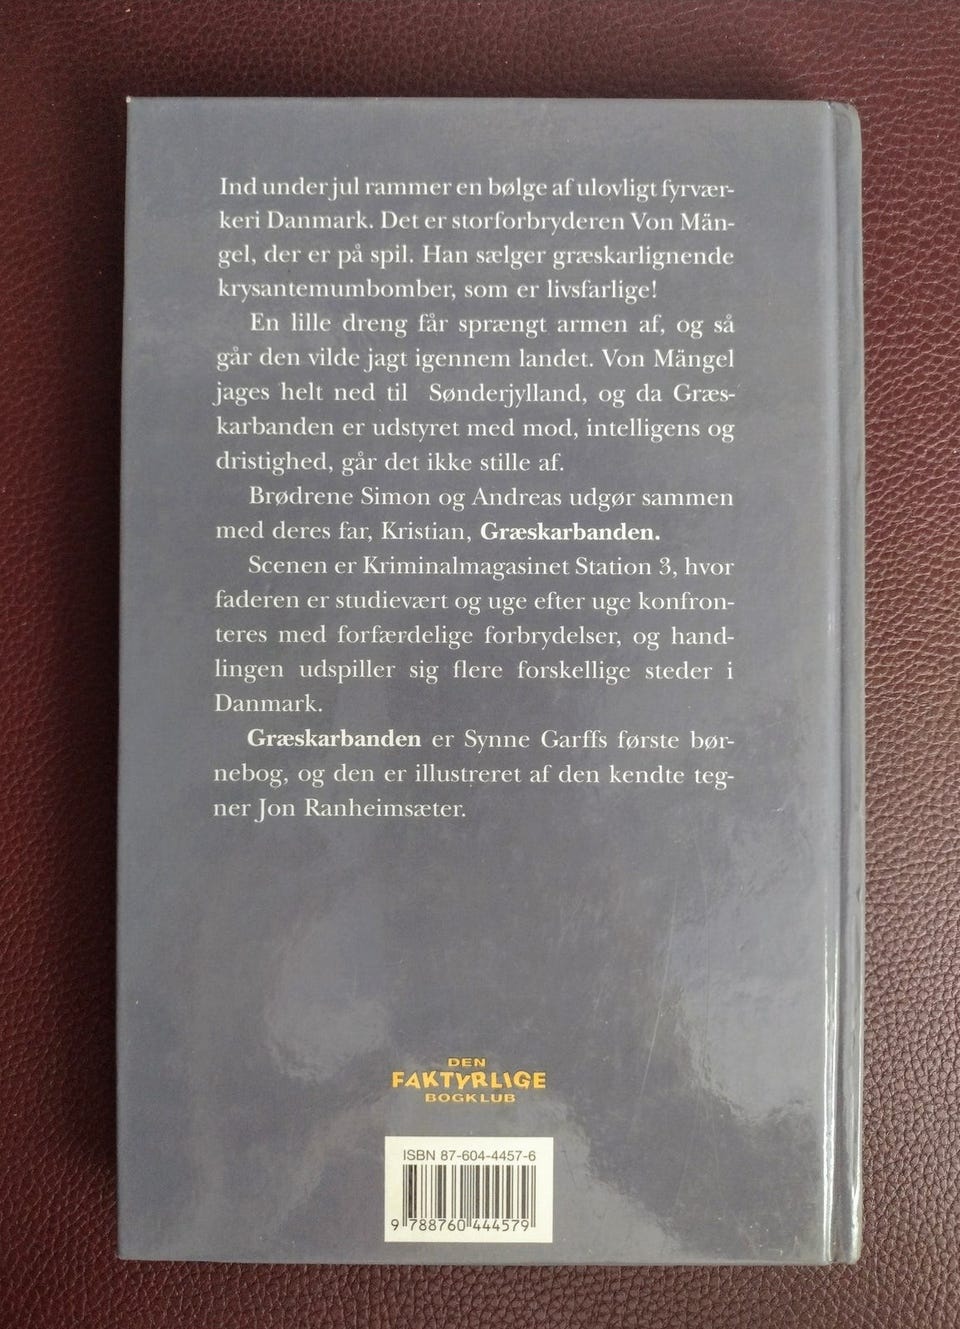 Ind under jul rammer en bølge af ulovligt fyrvær-
keri Danmark. Det er storforbryderen Von Män-
gel, der er på spil. Han sælger græskarlignende
krysantemumbomber, som er livsfarlige!
En lille dreng får sprængt armen af, og så
går den vilde jagt igennem landet. Von Mängel
jages helt ned til Sønderjylland, og da Græs-
karbanden er udstyret med mod, intelligens og
dristighed, går det ikke stille af.
Brødrene Simon og Andreas udgør sammen
med deres far, Kristian, Græskarbanden.
Scenen er Kriminalmagasinet Station 3, hvor
faderen er studievært og uge efter uge konfron-
teres med forfærdelige forbrydelser, og hand-
lingen udspiller sig flere forskellige steder i
Danmark.
Græskarbanden er Synne Garffs første bør-
nebog, og den er illustreret af den kendte teg-
ner Jon Ranheimsæter.
DEN
FAKTYRLIGE
BOGKLUB
ISBN 87-604-4457-6
9 788760 444579